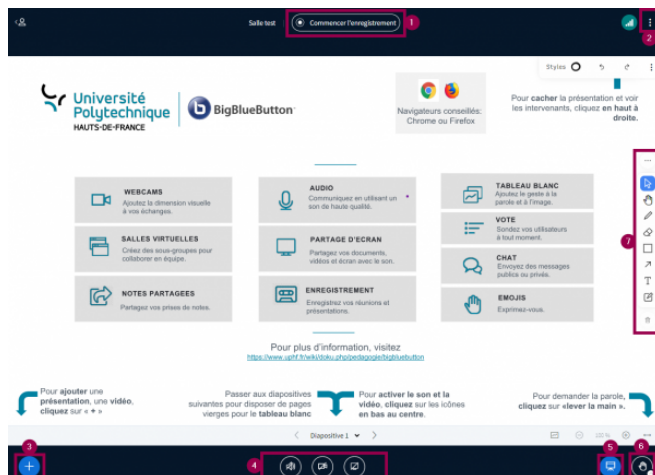 Salle test
Commencer l'enregistrement
1
2
Styles
Université
Polytechnique
HAUTS-DE-FRANCE
BigBlueButton
Navigateurs conseillés:
Chrome ou Firefox
Pour cacher la présentation et voir
les intervenants, cliquez en haut à
droite.
WEBCAMS
Ajoutez la dimension visuelle
à vos échanges.
AUDIO
Communiquez en utilisant un
son de haute qualité.
TABLEAU BLANC
Ajoutez le geste à la
parole et à l'image.
SALLES VIRTUELLES
Créez des sous-groupes pour
collaborer en équipe.
PARTAGE D'ECRAN
Partagez vos documents,
vidéos et écran avec le son.
VOTE
Sondez vos utilisateurs
à tout moment.
CHAT
Envoyez des messages
publics ou privés.
NOTES PARTAGEES
Partagez vos prises de notes.
ENREGISTREMENT
Enregistrez vos réunions et
présentations.
EMOJIS
Exprimez-vous.
7
T
Pour plus d'information, visitez
https://www.uphf.fr/wiki/doku.php/pedagogie/bigbluebutton
Pour ajouter une
présentation, une vidéo,
cliquez sur « + »
Passer aux diapositives
suivantes pour disposer de pages
vierges pour le tableau blanc
Pour activer le son et la
vidéo, cliquez sur les icônes
en bas au centre.
Pour demander la parole,
cliquez sur «lever la main ».
Diapositive 1
3
4
5
6